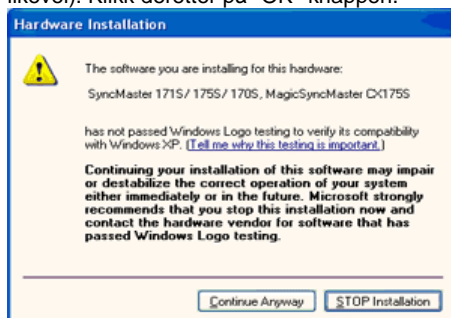 likevel). Klikk deretter på "OK" knappen.
Hardware Installation
The software you are installing for this hardware:
SyncMaster 171S/ 175S/ 170S, MagicSyncMaster CX175S
has not passed Windows Logo testing to verify its compatibility
with Windows XP. (Tell me why this testing is important.)
Continuing your installation of this software may impair
or destabilize the correct operation of your system
either immediately or in the future. Microsoft strongly
recommends that you stop this installation now and
contact the hardware vendor for software that has
passed Windows Logo testing.
Continue Anyway
STOP Installation